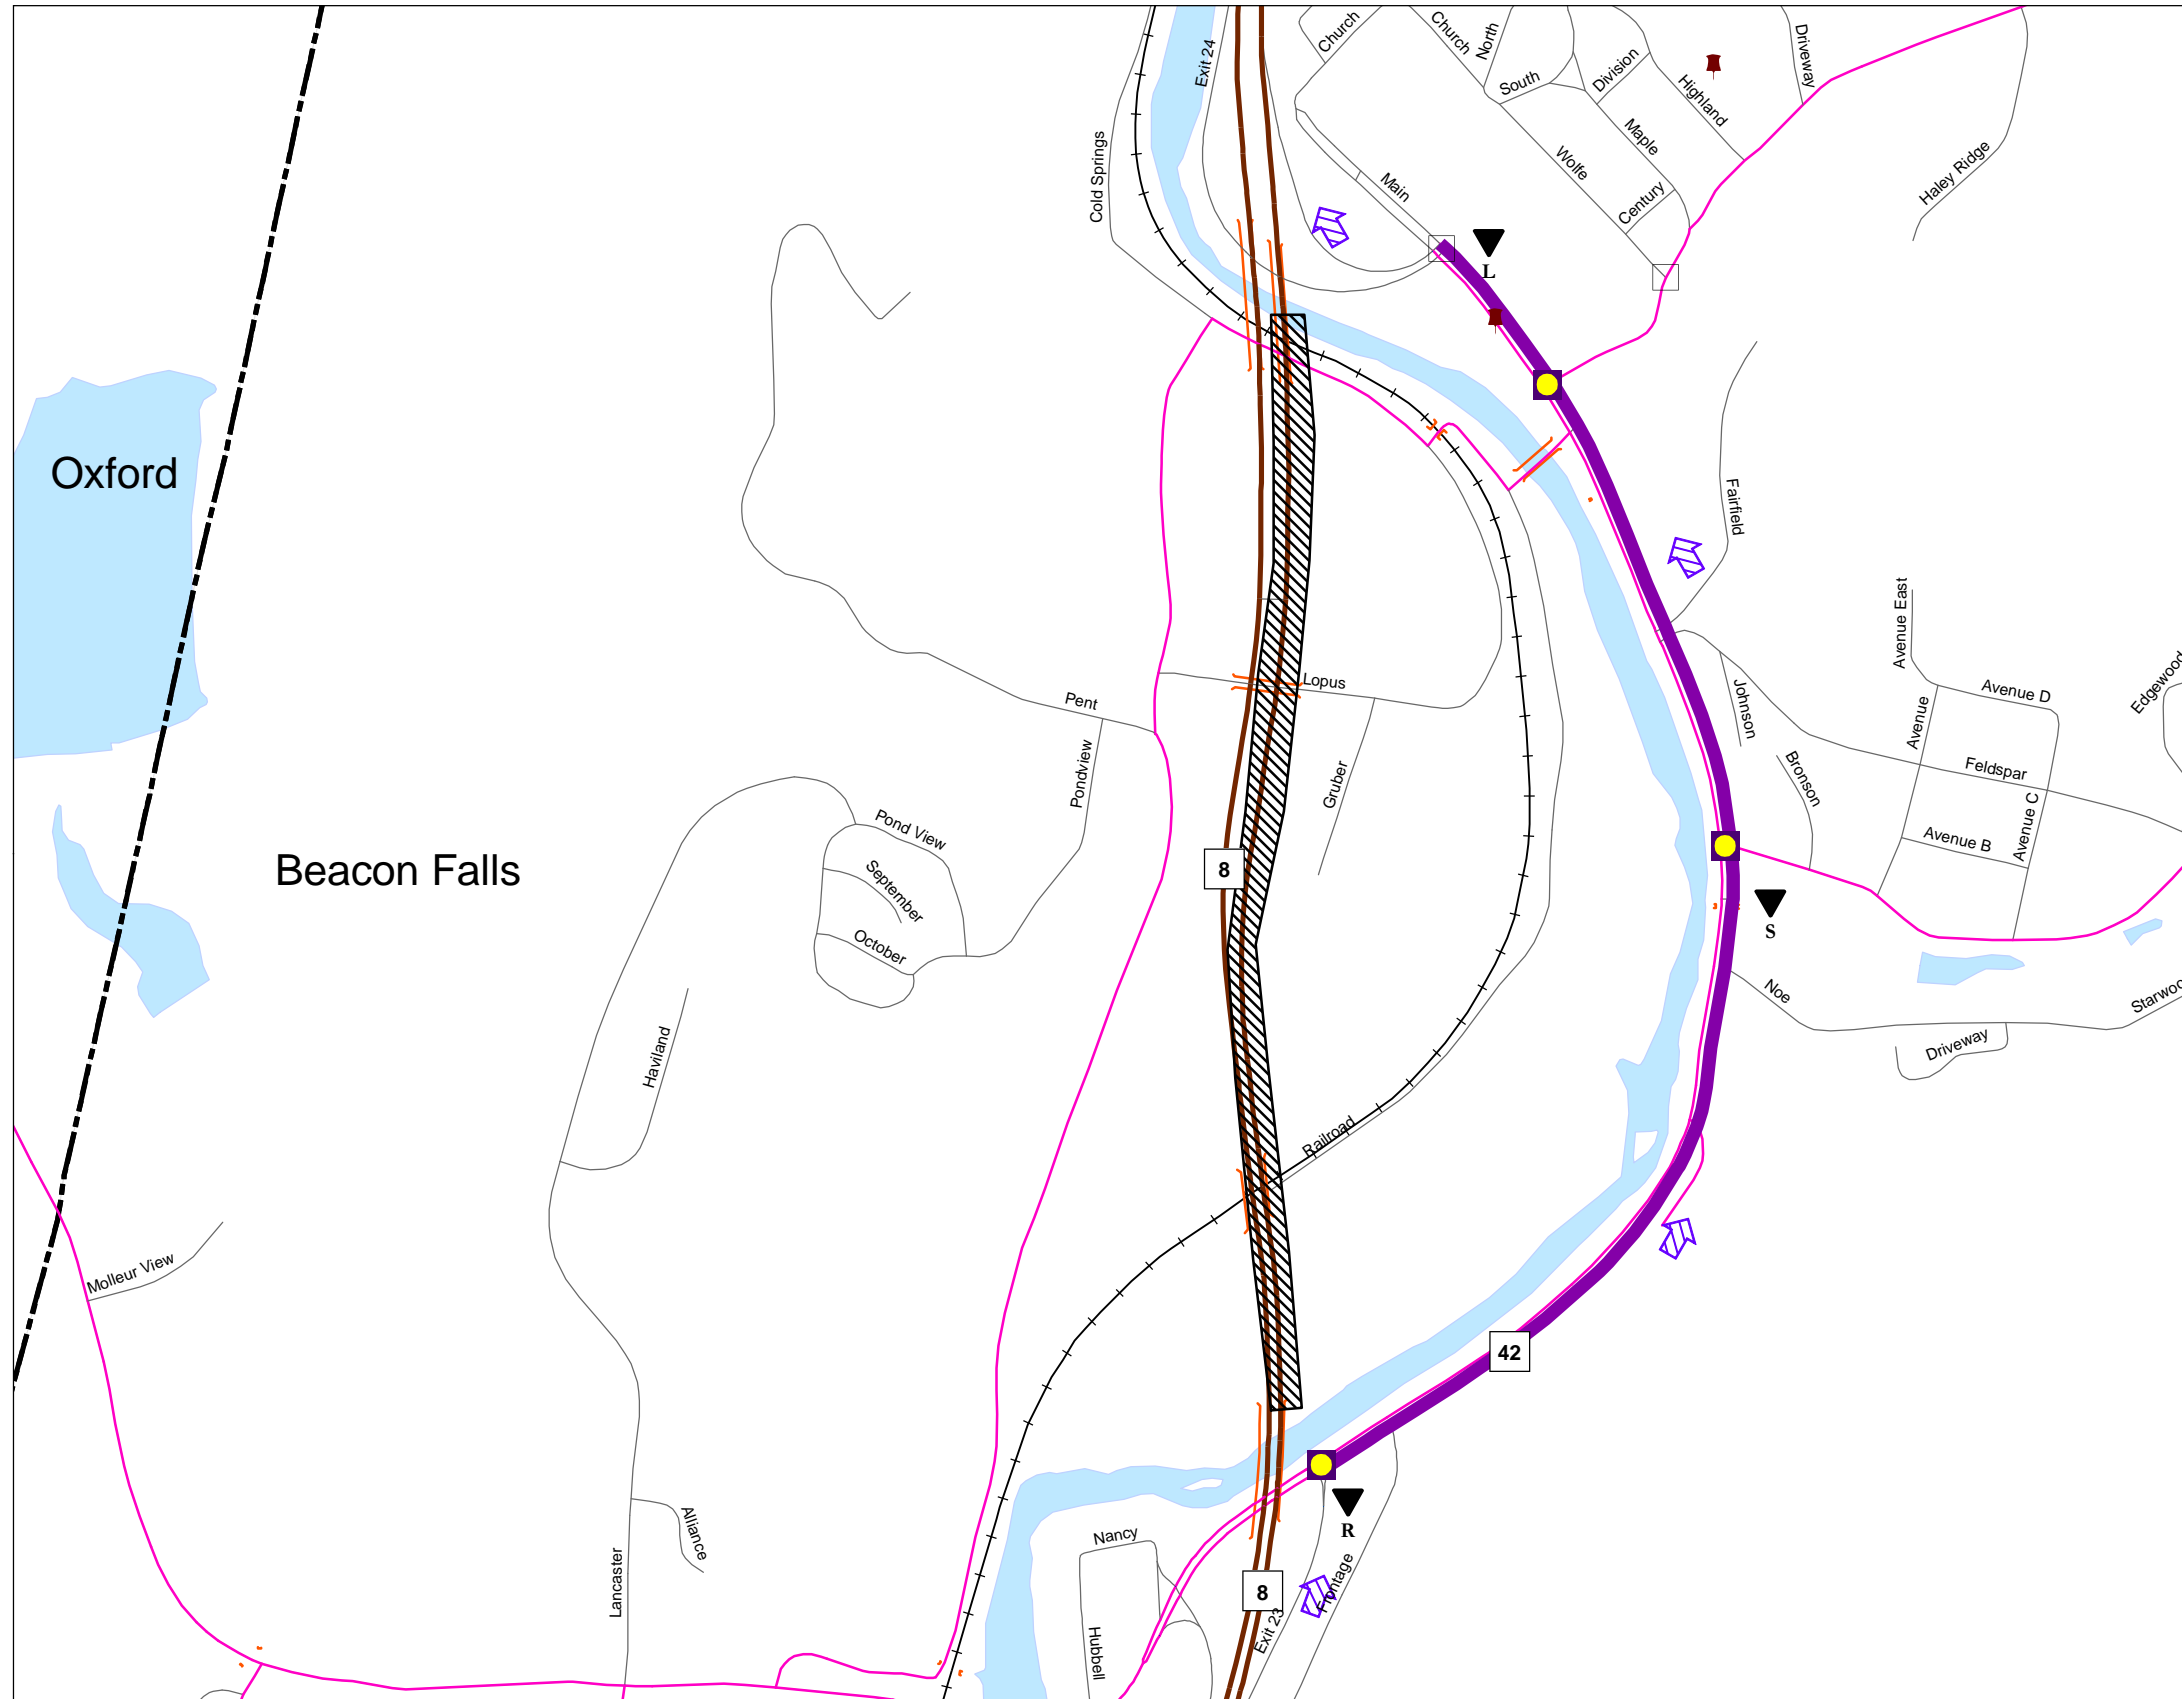 Church
Church
North
Driveway
Exit 24
South
Division
Highland
Maple
Cold Springs
Wolfe
Haley Ridge
Main
Century
L
Oxford
Fairfield
Avenue East
Lopus
Johnson
Avenue D
Edgewood
Pent
Avenue
Pondview
Gruber
Bronson
Feldspar
Pond View
Avenue B
Avenue C
Beacon Falls
8
September
S
October
Noe
Starwoo
Haviland
Driveway
Railroad
Molleur View
42
R
Alliance
Nancy
Lancaster
8
Frontage
Exit 23
Hubbell